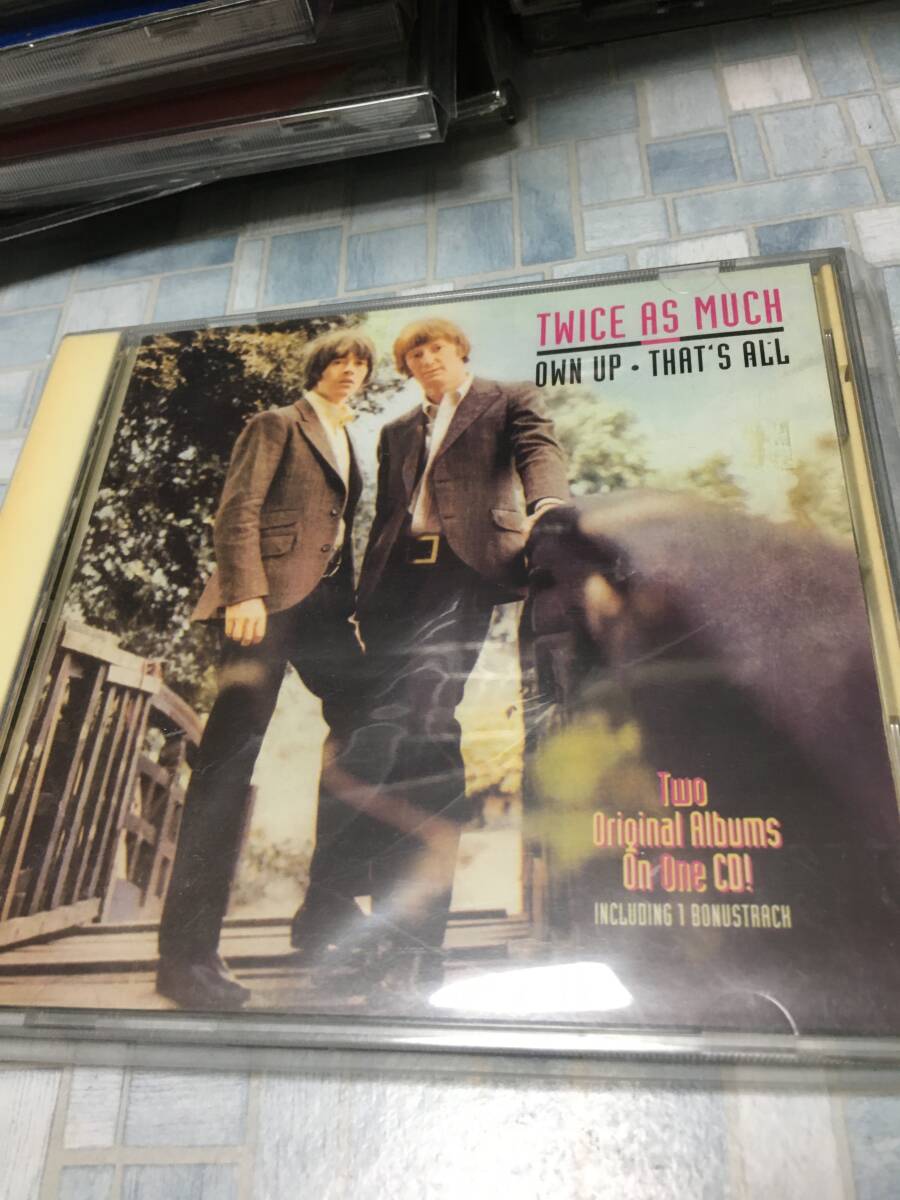 TWICE AS MUCH
OWN UP • THAT'S ALL
Two
Original Albums
On One CD!
INCLUDING 1 BONUSTRACK